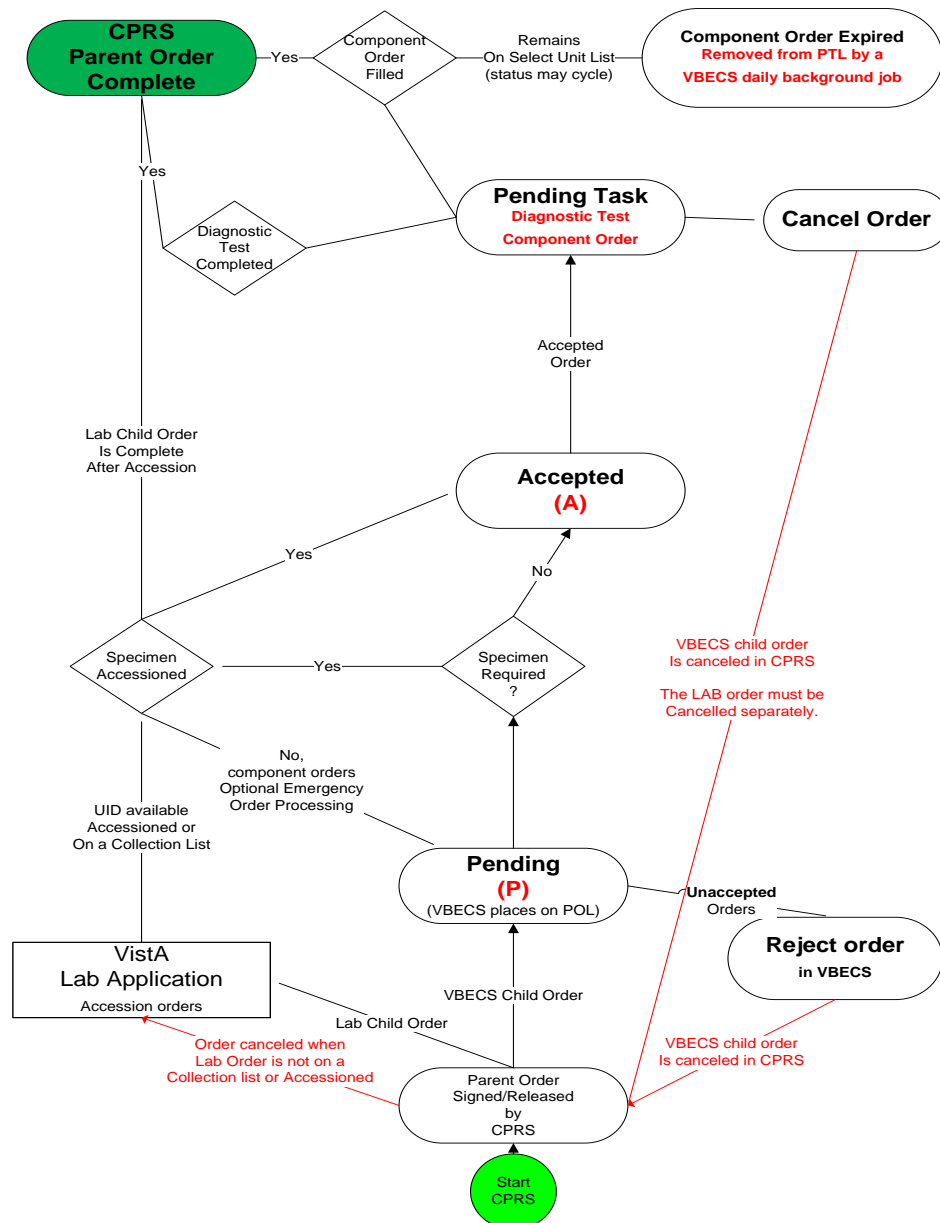 CPRS
Parent Order
Complete
Yes
Component
Order
Filled
Remains
On Select Unit List
(status may cycle)
Component Order Expired
Removed from PTL by a
VBECS daily background job
Yes
Diagnostic
Test
Completed
Pending Task
Diagnostic Test
Component Order
Cancel Order
Accepted
Order
Lab Child Order
Is Complete
After Accession
Accepted
(A)
Yes
No
Specimen
Accessioned
Yes
Specimen
Required
?
VBECS child order
Is canceled in CPRS
The LAB order must be
Cancelled separately.
No,
component orders
Optional Emergency
Order Processing
UID available
Accessioned or
On a Collection List
Pending
(P)
(VBECS places on POL)
Unaccepted
Orders
Reject order
in VBECS
VistA
Lab Application
Accession orders
VBECS Child Order
Lab Child Order
Order canceled when
Lab Order is not on a
Collection list or Accessioned
VBECS child order
Is canceled in CPRS
Parent Order
Signed/Released
by
CPRS
Start
CPRS